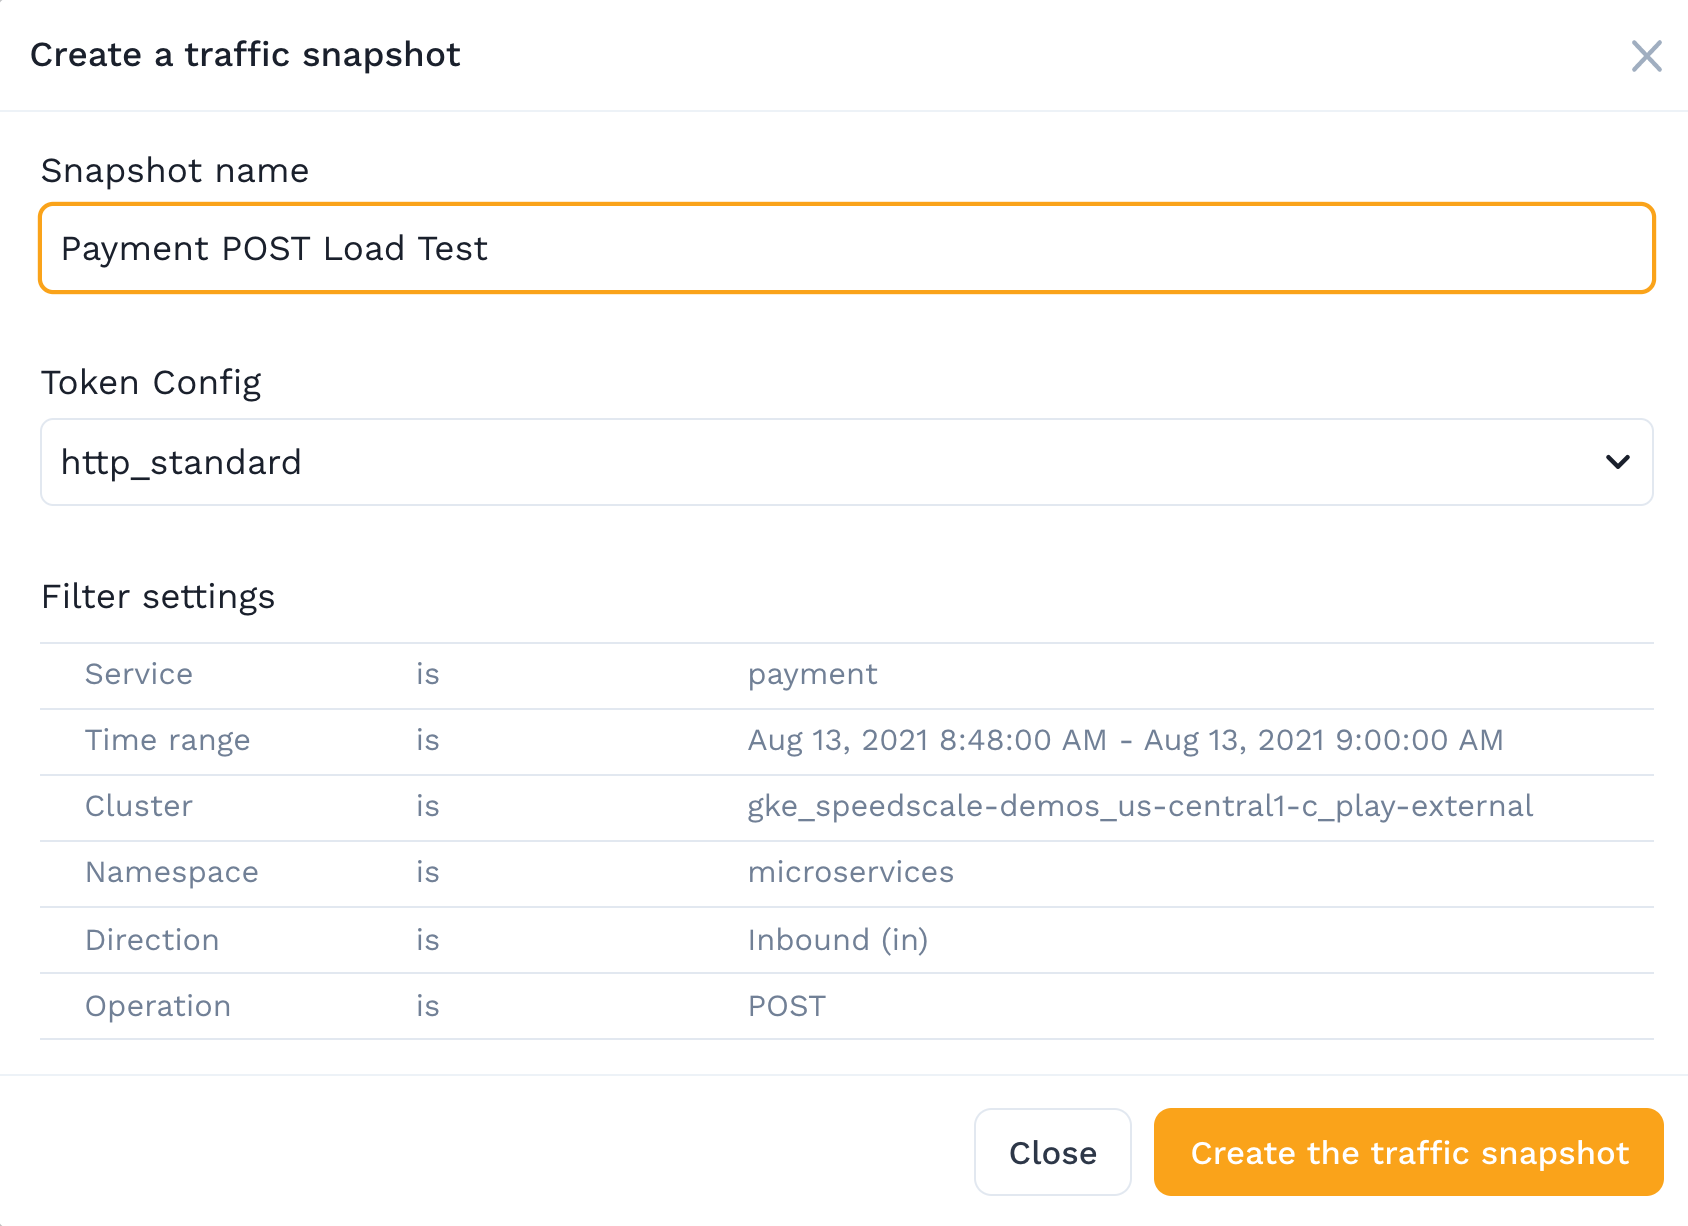 Create a traffic snapshot
Snapshot name
Payment POST Load Test
Token Config
http_standard
Filter settings
Service is payment
Time range is Aug 13, 2021 8:48:00 AM - Aug 13, 2021 9:00:00 AM
Cluster is gke_speedscale-demos_us-central1-c_play-external
Namespace is microservices
Direction is Inbound (in)
Operation is POST
Close Create the traffic snapshot